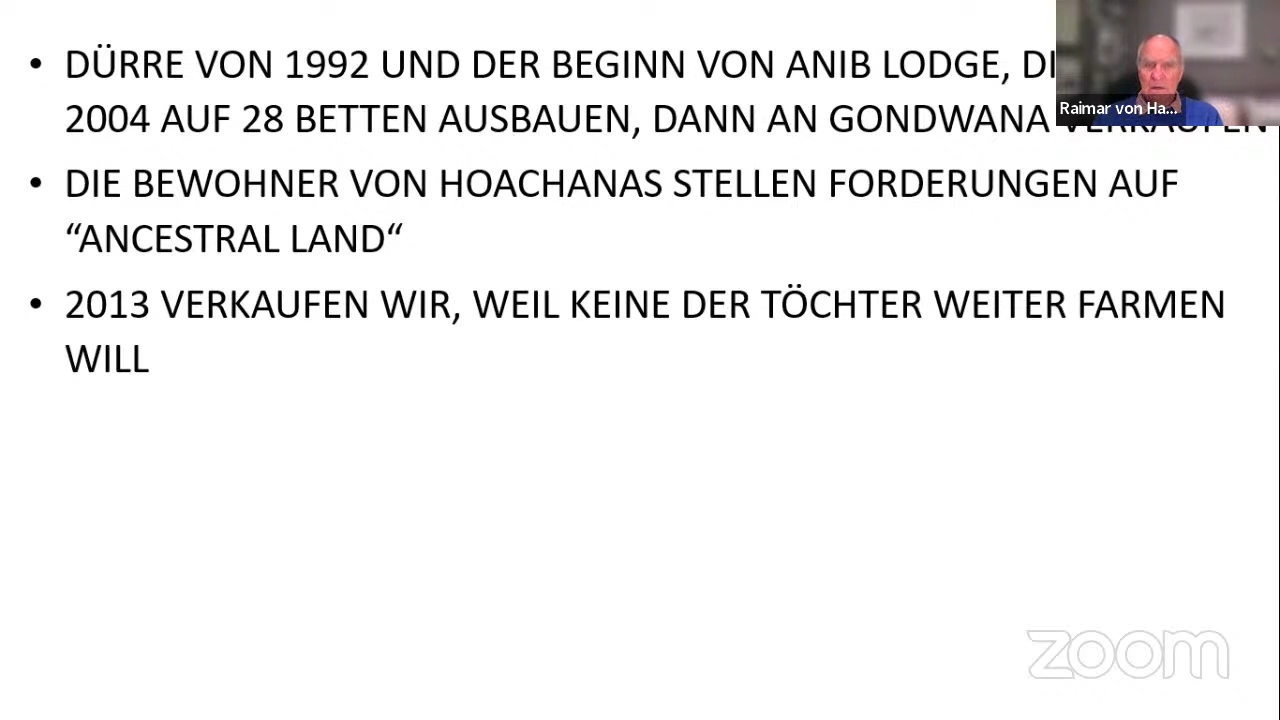 • DÜRRE VON 1992 UND DER BEGINN VON ANIB LODGE,
2004 AUF 28 BETTEN AUSBAUEN, DANN AN GONDWANA VERKAUFEN
• DIE BEWOHNER VON HOACHANAS STELLEN FORDERUNGEN AUF
“ANCESTRAL LAND“
• 2013 VERKAUFEN WIR, WEIL KEINE DER TÖCHTER WEITER FARMEN
WILL
Raimar von Ha...
zoom